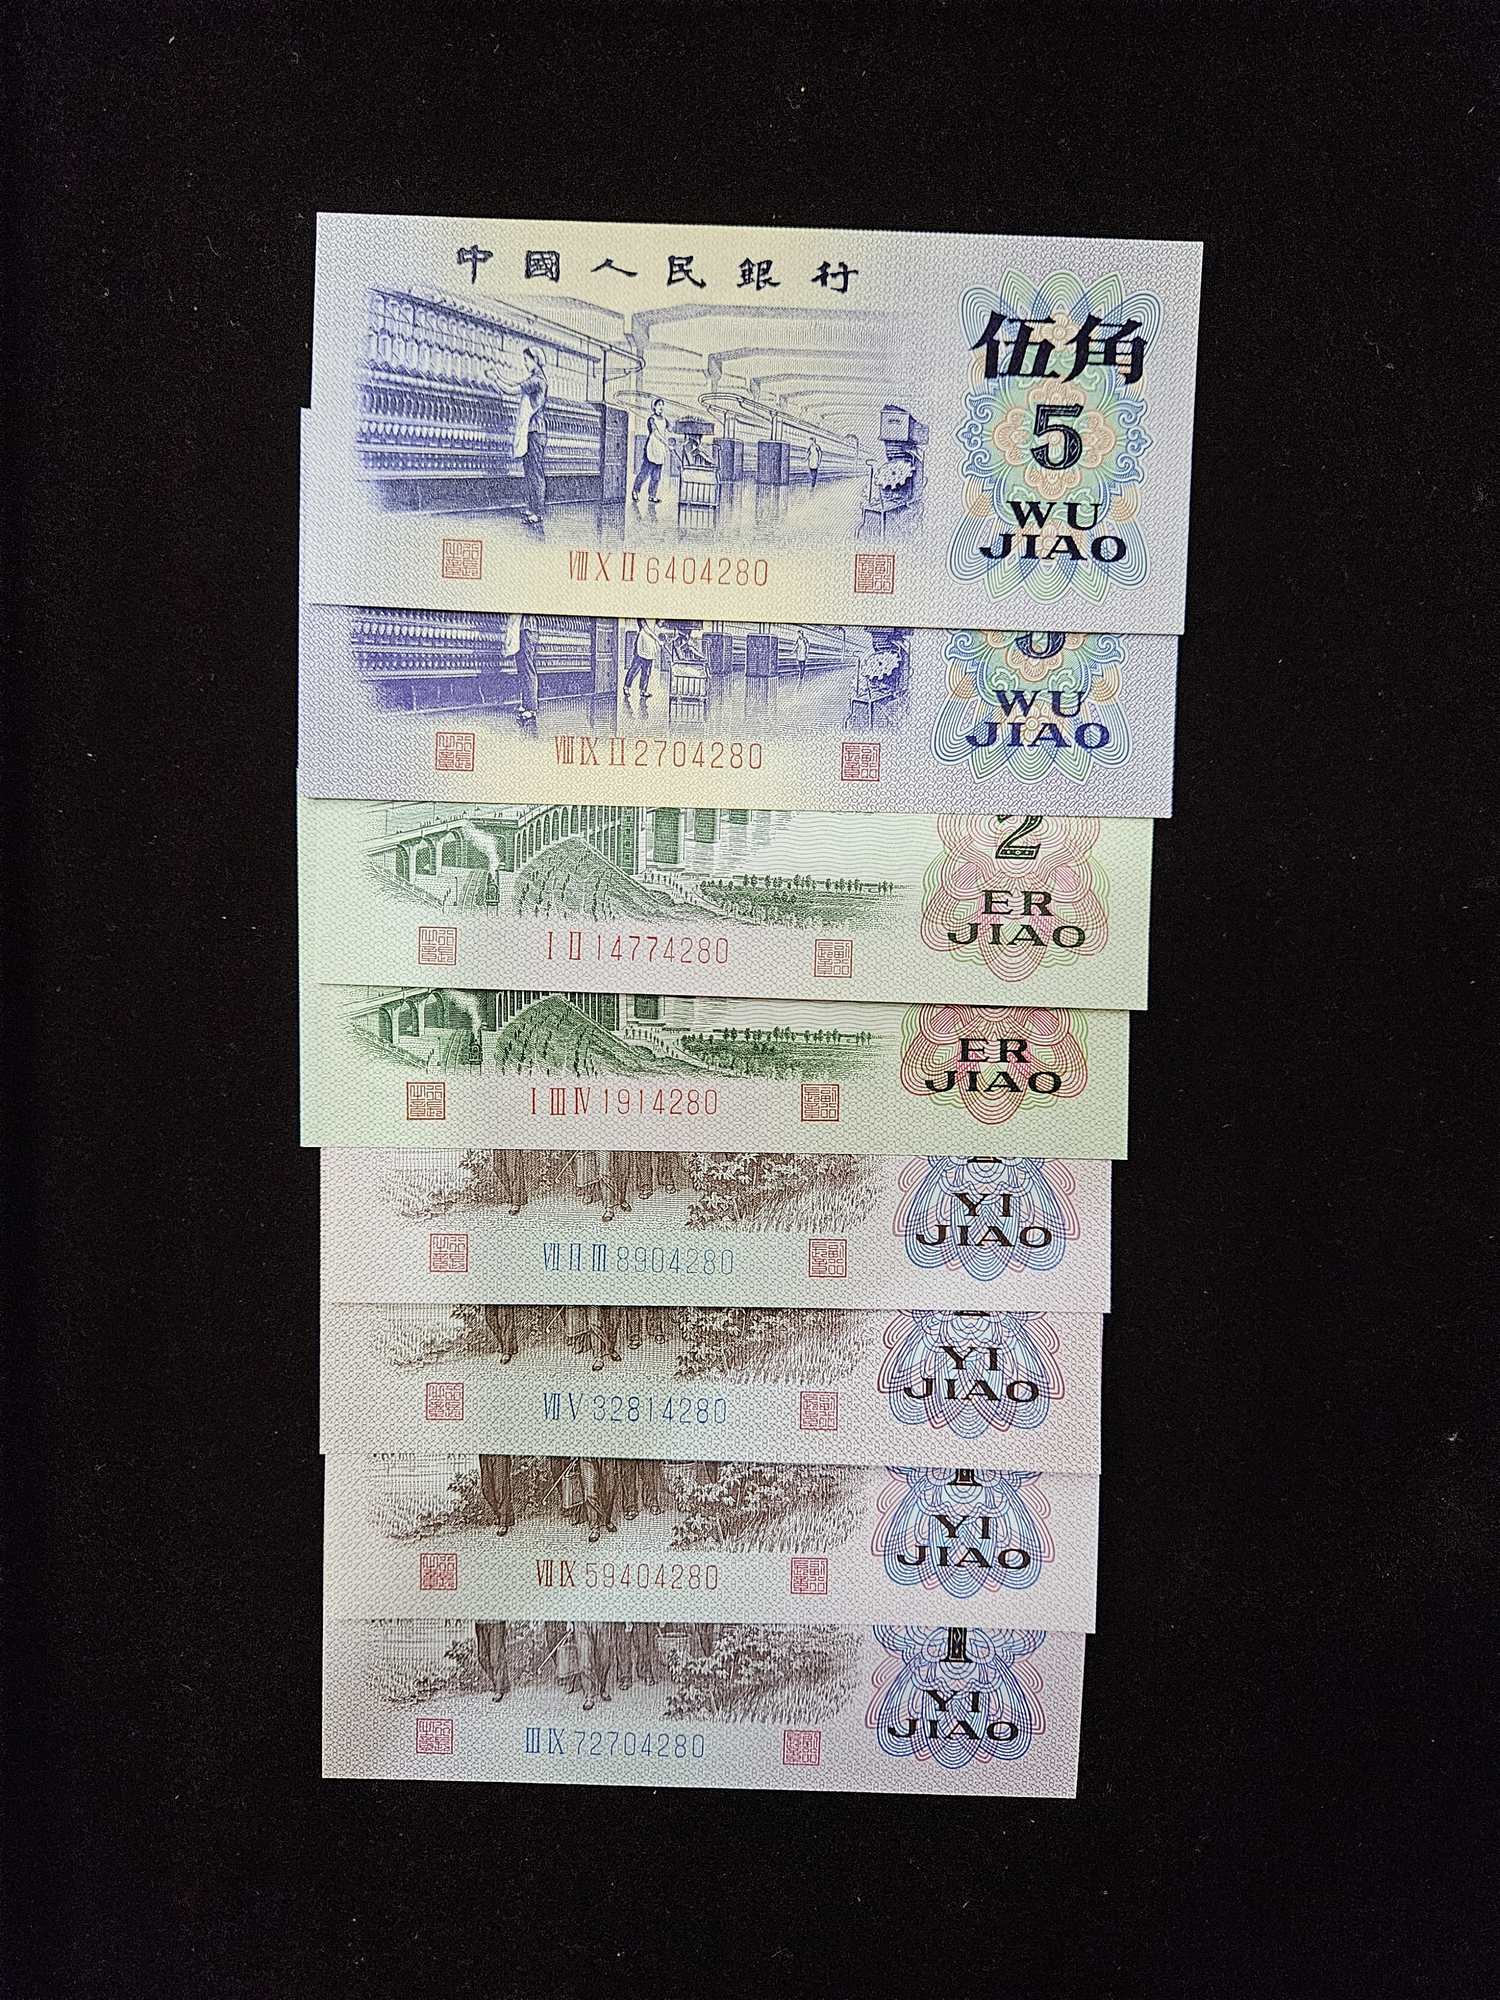 中國人民銀行
伍角
5
WU
JIAO
Ⅷ Ⅹ Ⅱ 6404280
5
WU
JIAO
Ⅷ Ⅸ Ⅱ 2704280
2
ER
JIAO
Ⅰ Ⅱ 14774280
ER
JIAO
Ⅰ Ⅲ Ⅳ 1914280
YI
JIAO
Ⅶ Ⅱ Ⅲ 8904280
YI
JIAO
Ⅶ Ⅴ 32814280
1
YI
JIAO
Ⅷ Ⅸ 59404280
1
YI
JIAO
Ⅲ Ⅸ 72704280